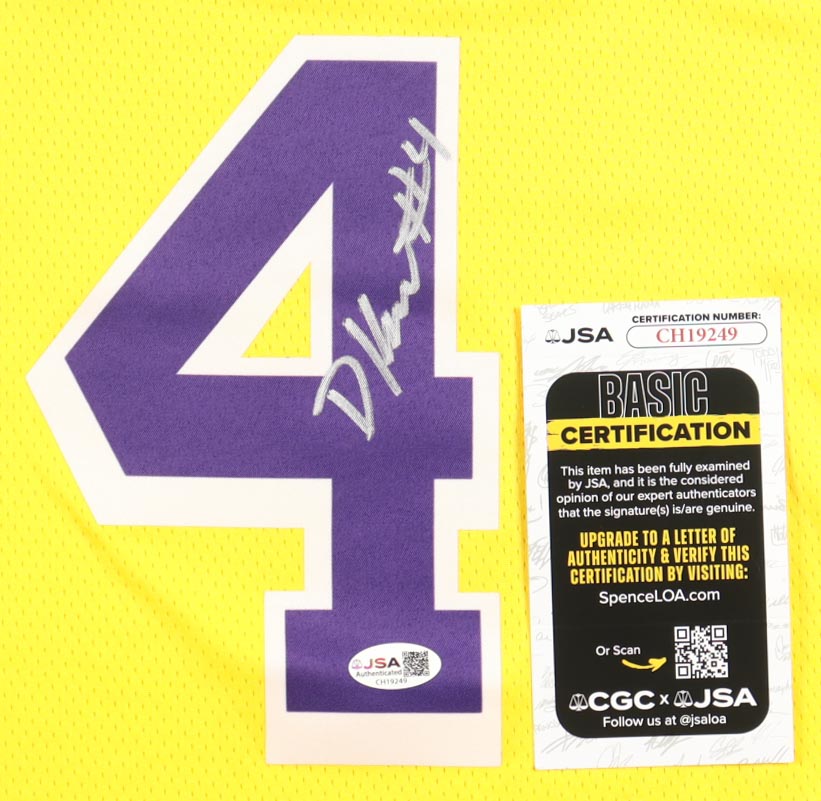 4
#4
JSA
Authenticated
CH19249
JSA
CERTIFICATION NUMBER:
CH19249
BASIC
CERTIFICATION
This item has been fully examined
by JSA, and it is the considered
opinion of our expert authenticators
that the signature(s) is/are genuine.
UPGRADE TO A LETTER OF
AUTHENTICITY & VERIFY THIS
CERTIFICATION BY VISITING:
SpenceLOA.com
Or Scan
CGC x JSA
Follow us at @jsaloa